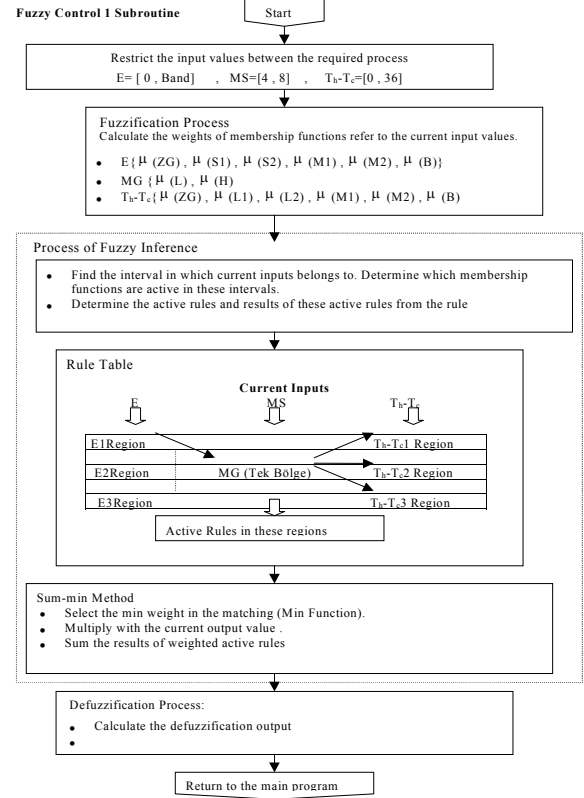 Fuzzy Control 1 Subroutine
Start
Restrict the input values between the required process
E= [ 0 , Band] , MS=[4 , 8] , Th-Tc=[0 , 36]
Fuzzification Process
Calculate the weights of membership functions refer to the current input values.
• E{ μ (ZG) , μ (S1) , μ (S2) , μ (M1) , μ (M2) , μ (B)}
• MG { μ (L) , μ (H)
• Th-Tc{ μ (ZG) , μ (L1) , μ (L2) , μ (M1) , μ (M2) , μ (B)
Process of Fuzzy Inference
• Find the interval in which current inputs belongs to. Determine which membership
functions are active in these intervals.
• Determine the active rules and results of these active rules from the rule
Rule Table
Current Inputs
E MS Th-Tc
E1Region Th-Tc1 Region
E2Region MG (Tek Bölge) Th-Tc2 Region
E3Region Th-Tc3 Region
Active Rules in these regions
Sum-min Method
• Select the min weight in the matching (Min Function).
• Multiply with the current output value .
• Sum the results of weighted active rules
Defuzzification Process:
• Calculate the defuzzification output
•
Return to the main program